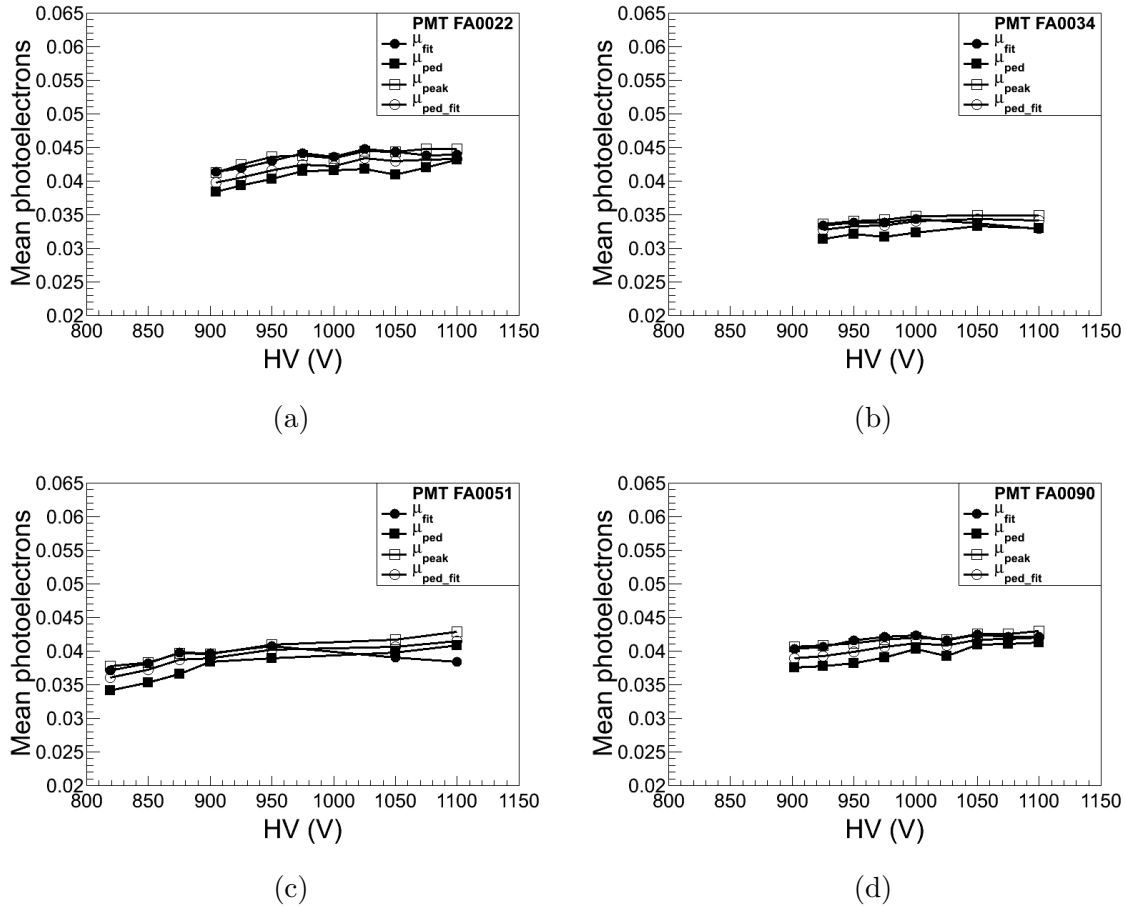 PMT FA0022
μfit
μped
μpeak
μped_fit
Mean photoelectrons
0.065
0.06
0.055
0.05
0.045
0.04
0.035
0.03
0.025
0.02
800 850 900 950 1000 1050 1100 1150
HV (V)
(a)
PMT FA0034
μfit
μped
μpeak
μped_fit
Mean photoelectrons
0.065
0.06
0.055
0.05
0.045
0.04
0.035
0.03
0.025
0.02
800 850 900 950 1000 1050 1100 1150
HV (V)
(b)
PMT FA0051
μfit
μped
μpeak
μped_fit
Mean photoelectrons
0.065
0.06
0.055
0.05
0.045
0.04
0.035
0.03
0.025
0.02
800 850 900 950 1000 1050 1100 1150
HV (V)
(c)
PMT FA0090
μfit
μped
μpeak
μped_fit
Mean photoelectrons
0.065
0.06
0.055
0.05
0.045
0.04
0.035
0.03
0.025
0.02
800 850 900 950 1000 1050 1100 1150
HV (V)
(d)